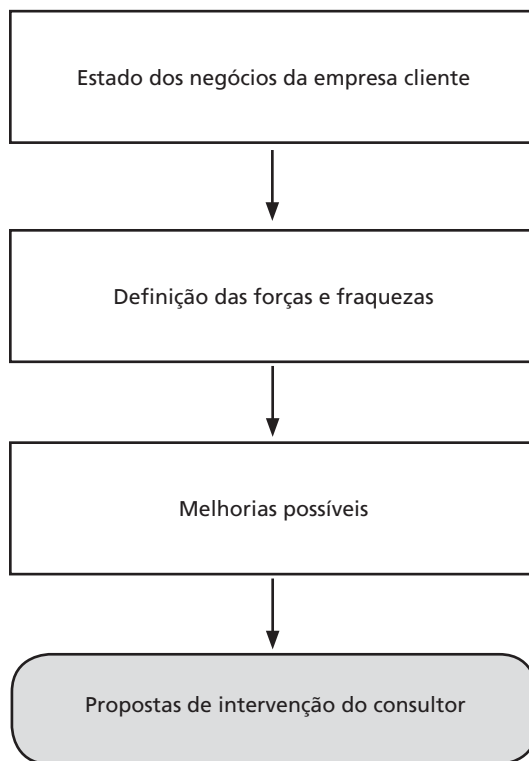 Estado dos negócios da empresa cliente
Definição das forças e fraquezas
Melhorias possíveis
Propostas de intervenção do consultor